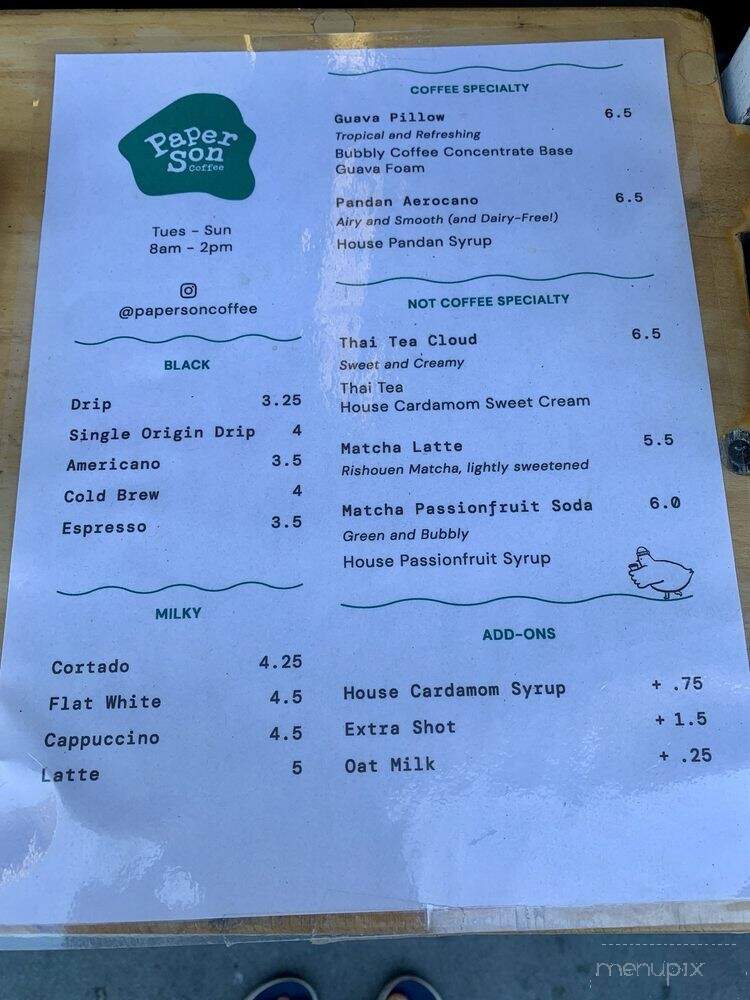 Paper
Son
Coffee
Tues - Sun
8am - 2pm
@papersoncoffee
BLACK
Drip 3.25
Single Origin Drip 4
Americano 3.5
Cold Brew 4
Espresso 3.5
MILKY
Cortado 4.25
Flat White 4.5
Cappuccino 4.5
Latte 5
COFFEE SPECIALTY
Guava Pillow 6.5
Tropical and Refreshing
Bubbly Coffee Concentrate Base
Guava Foam
Pandan Aerocano 6.5
Airy and Smooth (and Dairy-Free!)
House Pandan Syrup
NOT COFFEE SPECIALTY
Thai Tea Cloud 6.5
Sweet and Creamy
Thai Tea
House Cardamom Sweet Cream
Matcha Latte 5.5
Rishouen Matcha, lightly sweetened
Matcha Passionfruit Soda 6.0
Green and Bubbly
House Passionfruit Syrup
ADD-ONS
House Cardamom Syrup + .75
Extra Shot + 1.5
Oat Milk + .25
menupix